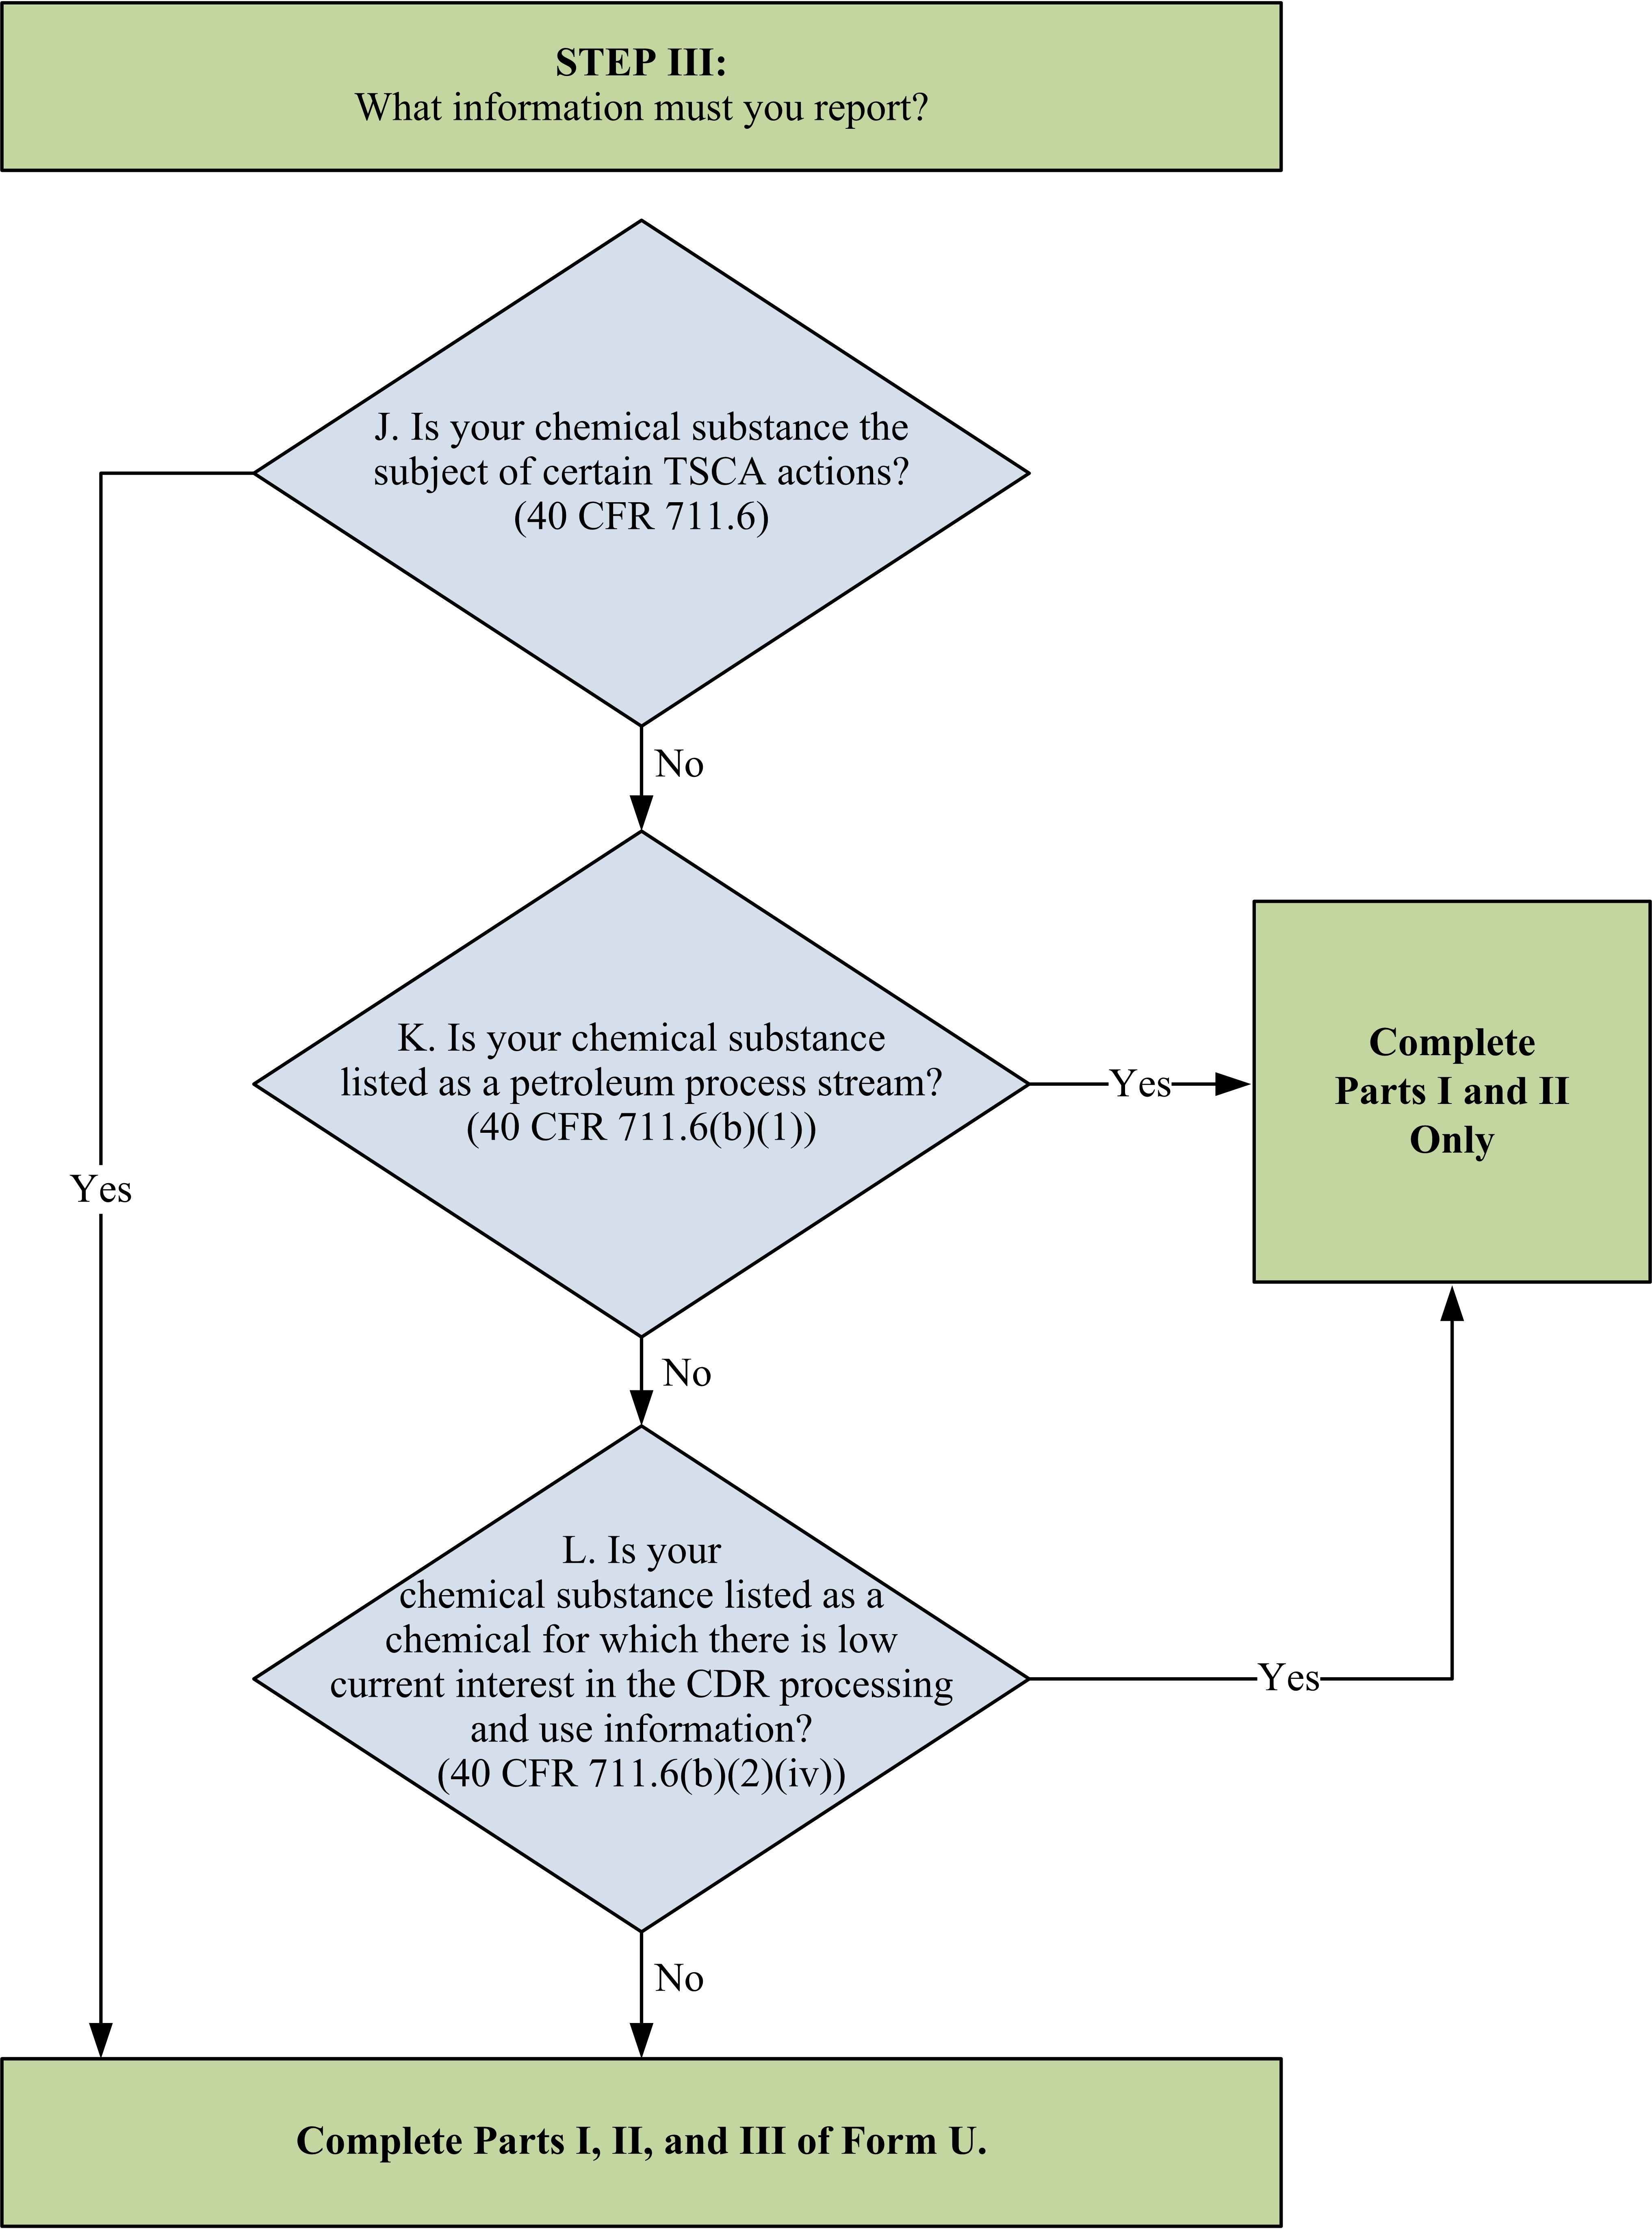 STEP III:
What information must you report?
J. Is your chemical substance the
subject of certain TSCA actions?
(40 CFR 711.6)
No
K. Is your chemical substance
listed as a petroleum process stream?
(40 CFR 711.6(b)(1))
Yes
Complete
Parts I and II
Only
Yes
No
L. Is your
chemical substance listed as a
chemical for which there is low
current interest in the CDR processing
and use information?
(40 CFR 711.6(b)(2)(iv))
Yes
No
Complete Parts I, II, and III of Form U.